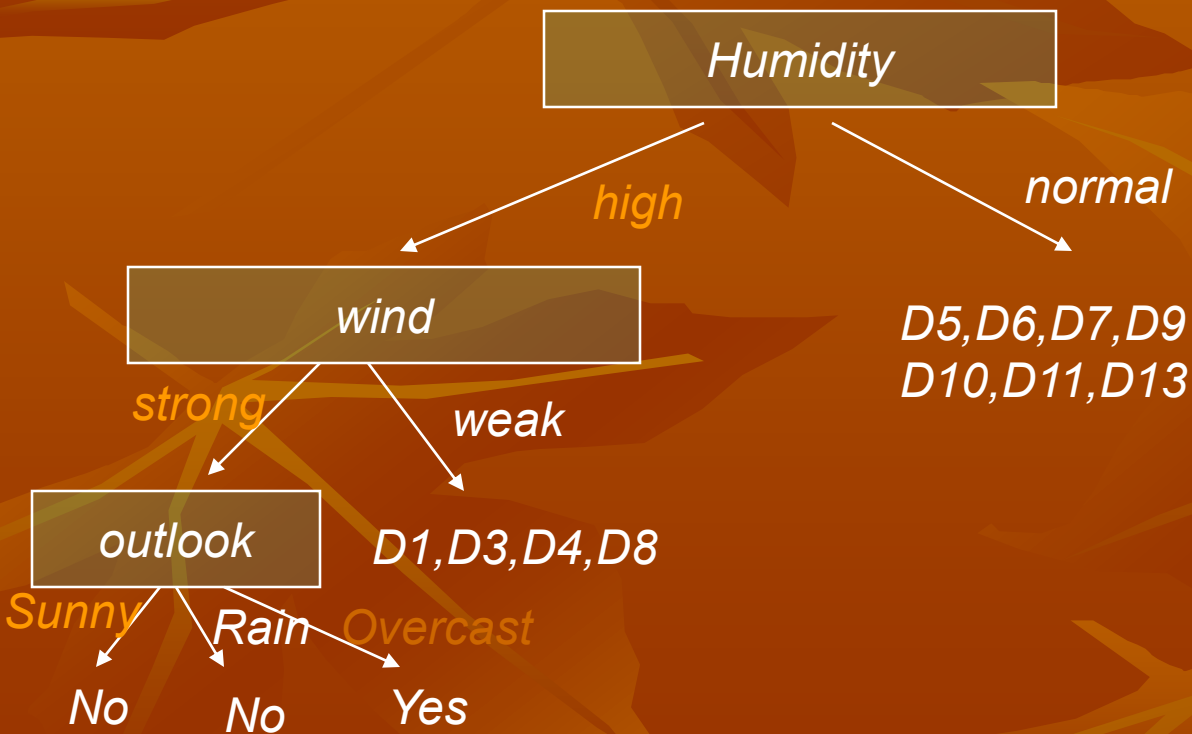 Humidity
high
normal
wind
D5,D6,D7,D9
D10,D11,D13
strong
weak
outlook
D1,D3,D4,D8
Sunny
Rain
Overcast
No
No
Yes